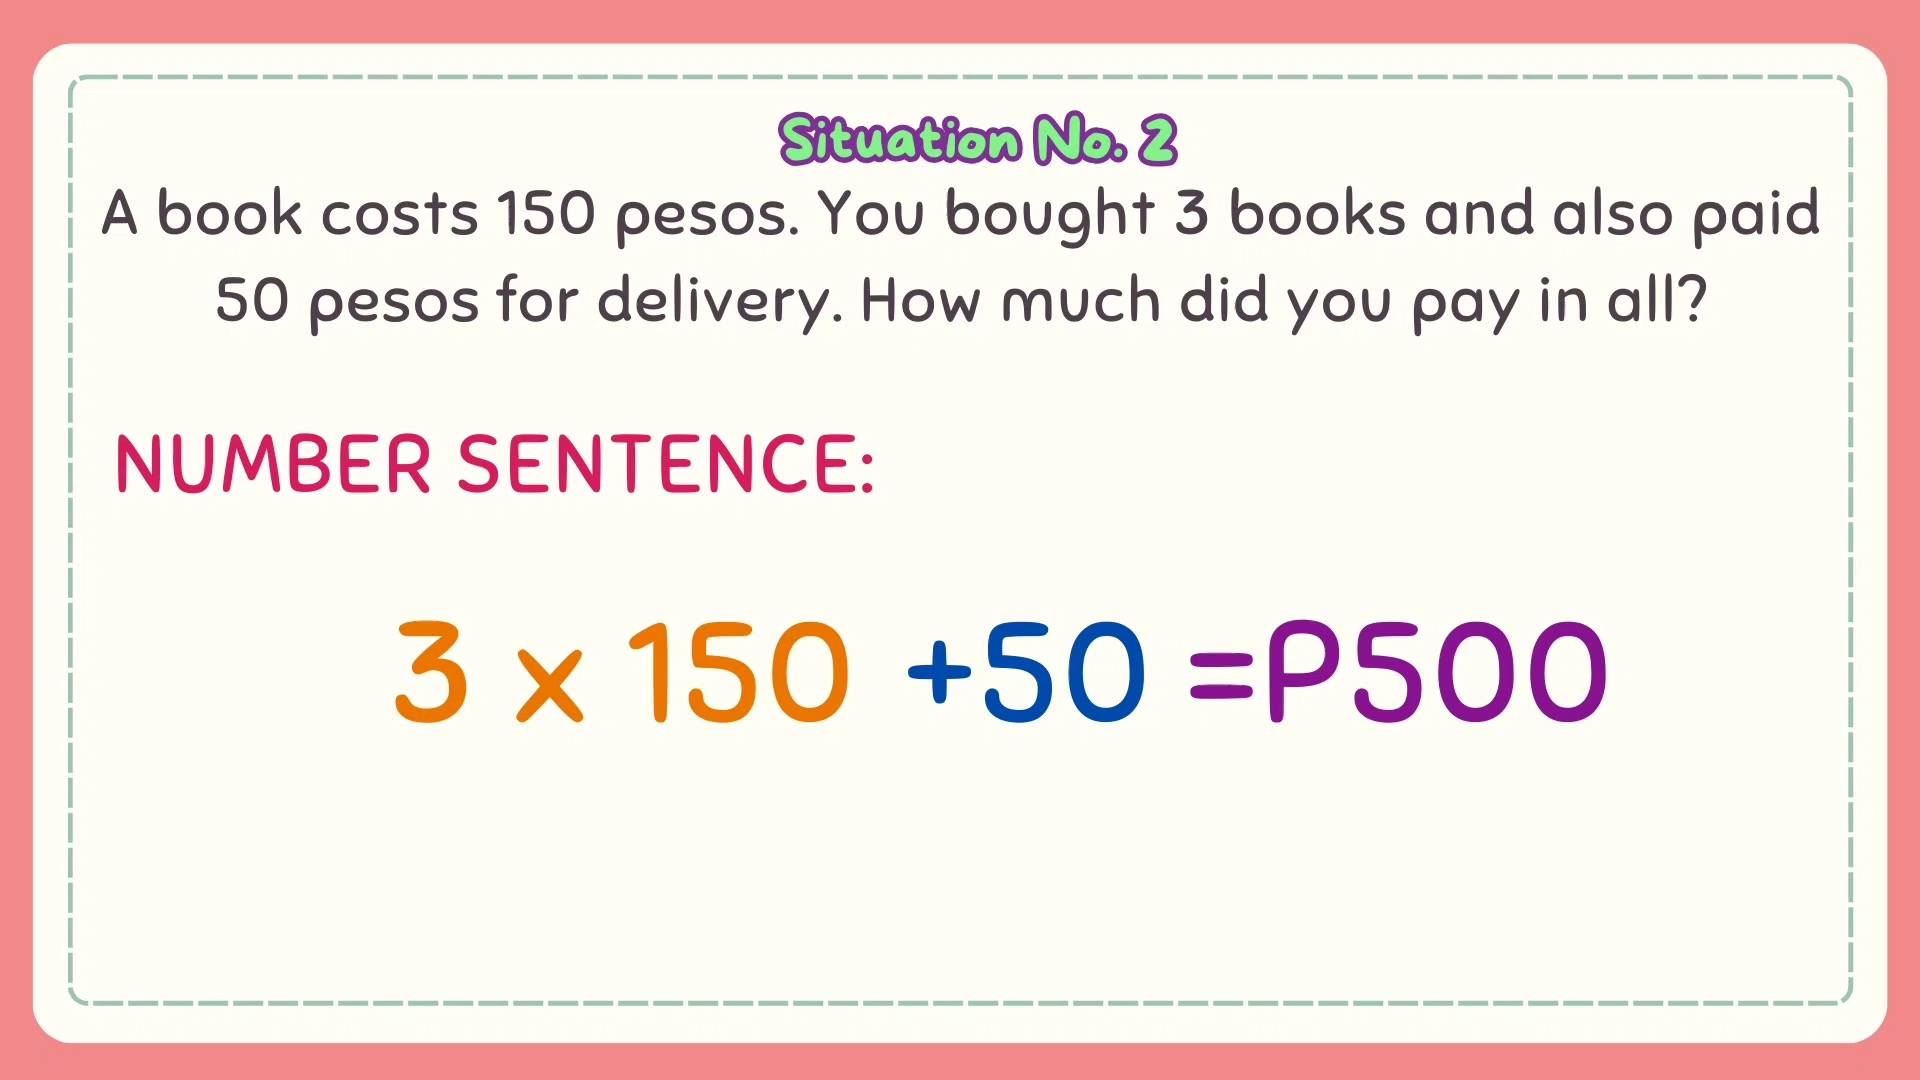 Situation No. 2
A book costs 150 pesos. You bought 3 books and also paid
50 pesos for delivery. How much did you pay in all?
NUMBER SENTENCE:
3 x 150 +50 =P500